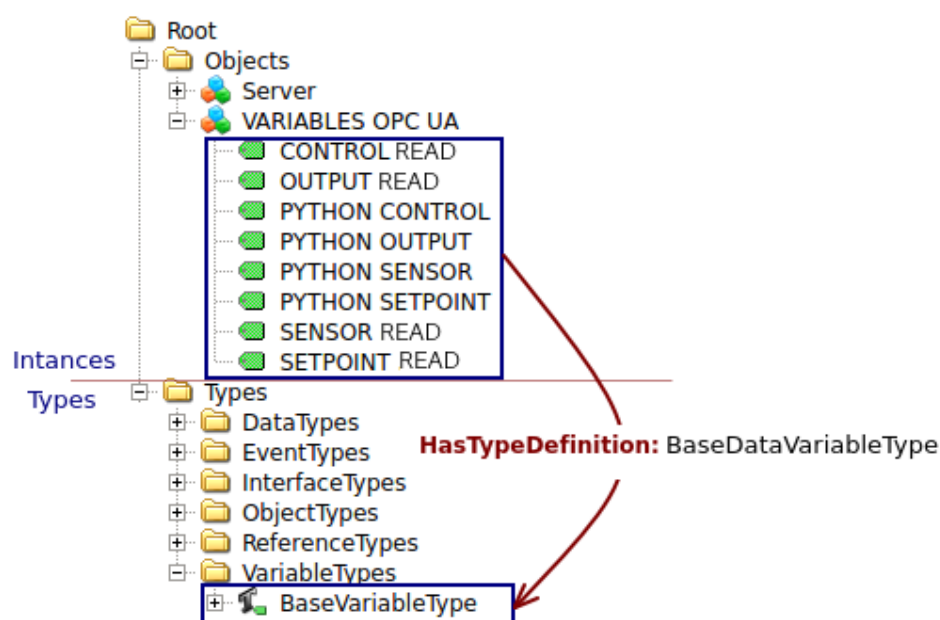 Root
Objects
Server
VARIABLES OPC UA
CONTROL READ
OUTPUT READ
PYTHON CONTROL
PYTHON OUTPUT
PYTHON SENSOR
PYTHON SETPOINT
SENSOR READ
SETPOINT READ
Intances
Types
Types
DataTypes
EventTypes
HasTypeDefinition: BaseDataVariableType
InterfaceTypes
ObjectTypes
ReferenceTypes
VariableTypes
BaseVariableType